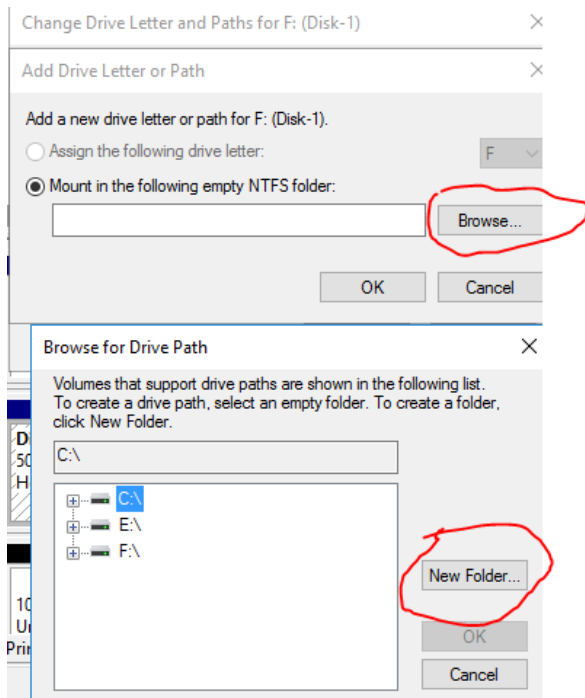 Change Drive Letter and Paths for F: (Disk-1)
Add Drive Letter or Path
Add a new drive letter or path for F: (Disk-1).
Assign the following drive letter:
F
Mount in the following empty NTFS folder:
Browse...
OK Cancel
Browse for Drive Path
Volumes that support drive paths are shown in the following list.
To create a drive path, select an empty folder. To create a folder,
click New Folder.
C:\
C:\
E:\
F:\
New Folder...
OK
Cancel
D
50
H
10
U
Prir